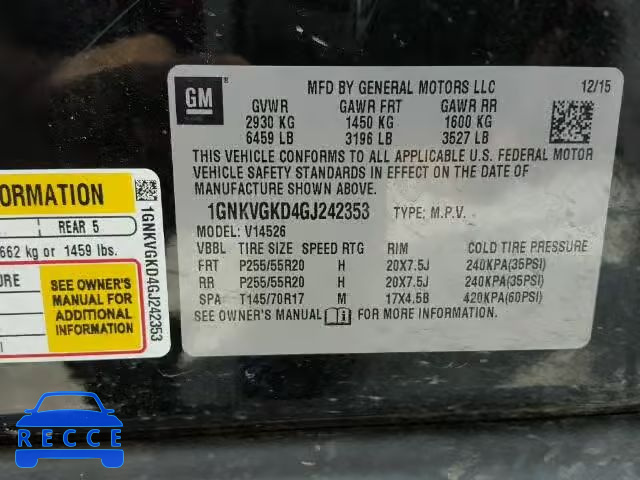 GM
MFD BY GENERAL MOTORS LLC 12/15
GVWR GAWR FRT GAWR RR
2930 KG 1450 KG 1600 KG
6459 LB 3196 LB 3527 LB
THIS VEHICLE CONFORMS TO ALL APPLICABLE U.S. FEDERAL MOTOR
VEHICLE SAFETY STANDARDS IN EFFECT ON THE DATE OF
MANUFACTURE SHOWN ABOVE.
1GNKVGKD4GJ242353 TYPE: M.P.V.
MODEL: V14526
VBBL TIRE SIZE SPEED RTG RIM COLD TIRE PRESSURE
FRT P255/55R20 H 20X7.5J 240KPA(35PSI)
RR P255/55R20 H 20X7.5J 240KPA(35PSI)
SPA T145/70R17 M 17X4.5B 420KPA(60PSI)
SEE OWNER'S MANUAL FOR MORE INFORMATION.
ORMATION
REAR 5
662 kg or 1459 lbs.
SEE OWNER'S
MANUAL FOR
ADDITIONAL
INFORMATION
1GNKVGKD4GJ242353
RECCE